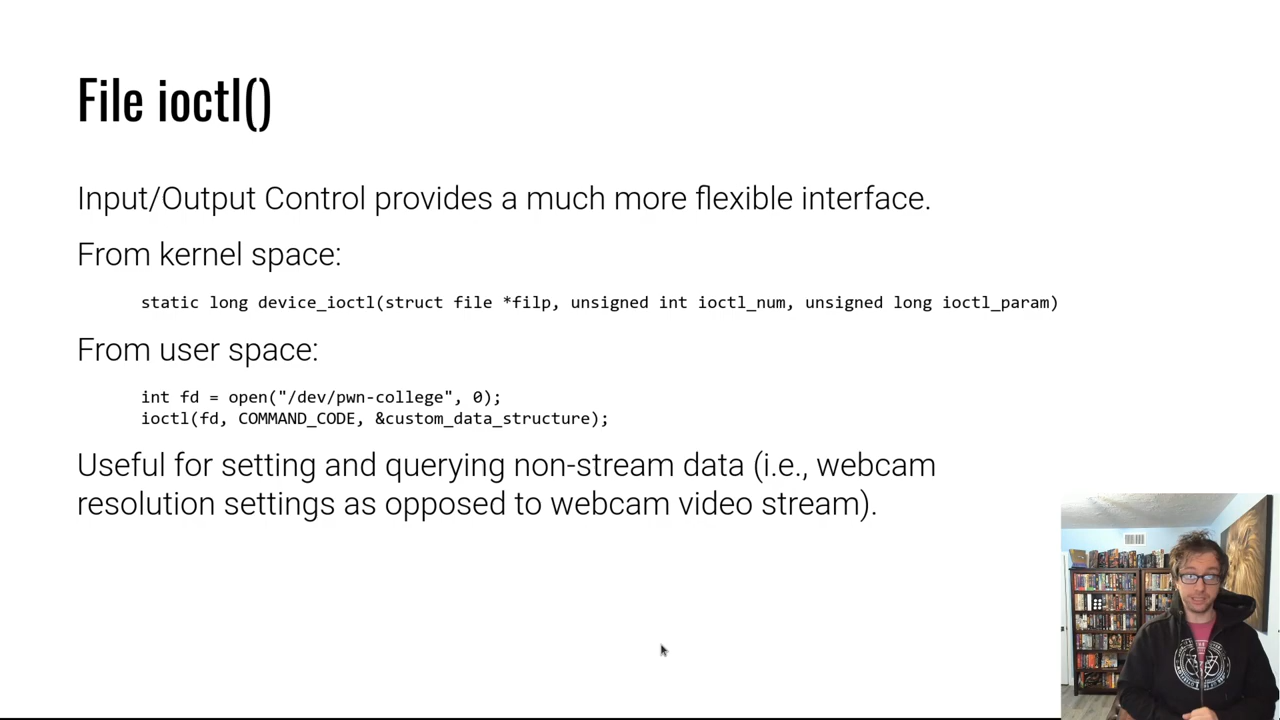 File ioctl()
Input/Output Control provides a much more flexible interface.
From kernel space:
static long device_ioctl(struct file *filp, unsigned int ioctl_num, unsigned long ioctl_param)
From user space:
int fd = open("/dev/pwn-college", 0);
ioctl(fd, COMMAND_CODE, &custom_data_structure);
Useful for setting and querying non-stream data (i.e., webcam
resolution settings as opposed to webcam video stream).